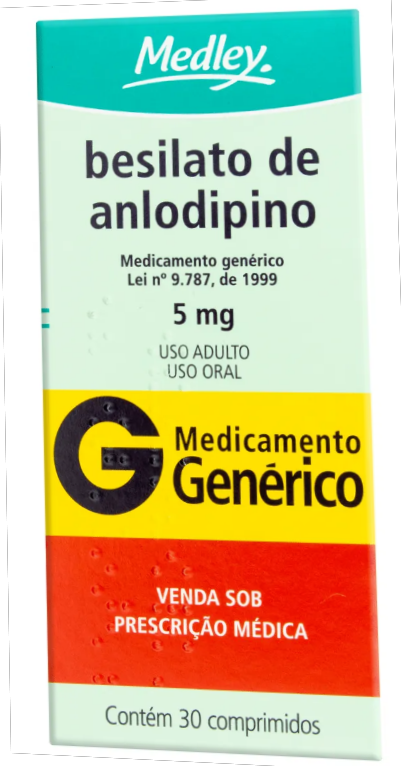 Medley.
besilato de
anlodipino
Medicamento genérico
Lei nº 9.787, de 1999
5 mg
USO ADULTO
USO ORAL
G Medicamento
Genérico
VENDA SOB
PRESCRIÇÃO MÉDICA
Contém 30 comprimidos